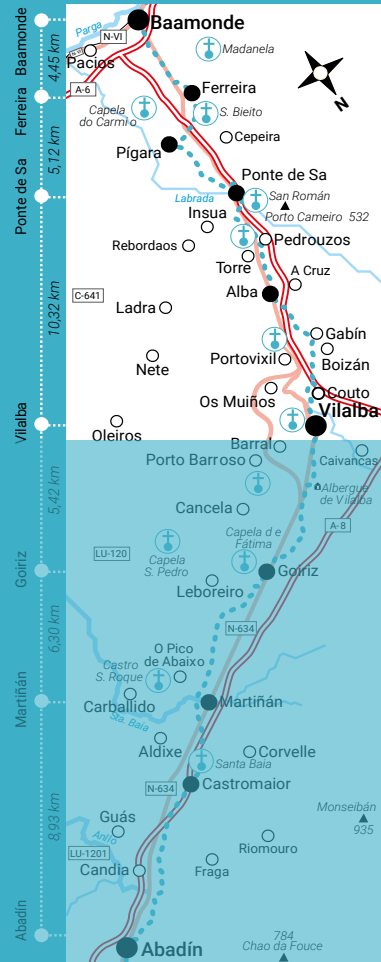 Baamonde
4,45 km
Ferreira
5,12 km
Ponte de Sa
10,32 km
Vilalba
5,42 km
Goiriz
6,30 km
Martiñán
8,93 km
Abadín
Parga
Baamonde
N-VI
Pacios
Madanela
A-6
Ferreira
Capela
do Carmio
S. Bieito
Cepeira
N
Pígara
Ponte de Sa
Labrada
San Román
Porto Cameiro 532
Insua
Rebordaos
Pedrouzos
Torre
A Cruz
C-641
Alba
Ladra
Gabín
Nete
Portovixil
Boizán
Os Muiños
Couto
Vilalba
Oleiros
Barral
Porto Barroso
Caivancas
Albergue
de Vilalba
Cancela
A-8
LU-120
Capela
S. Pedro
Capela d e
Fátima
Goiriz
Leboreiro
N-634
O Pico
de Abaixo
Castro
S. Roque
Carballido
Martiñán
Sta. Baia
Aldixe
Corvelle
Santa Baia
Castromaior
N-634
Monseibán
935
Guás
Anllo
Riomouro
LU-1201
Candia
Fraga
784
Chao da Fouce
Abadín